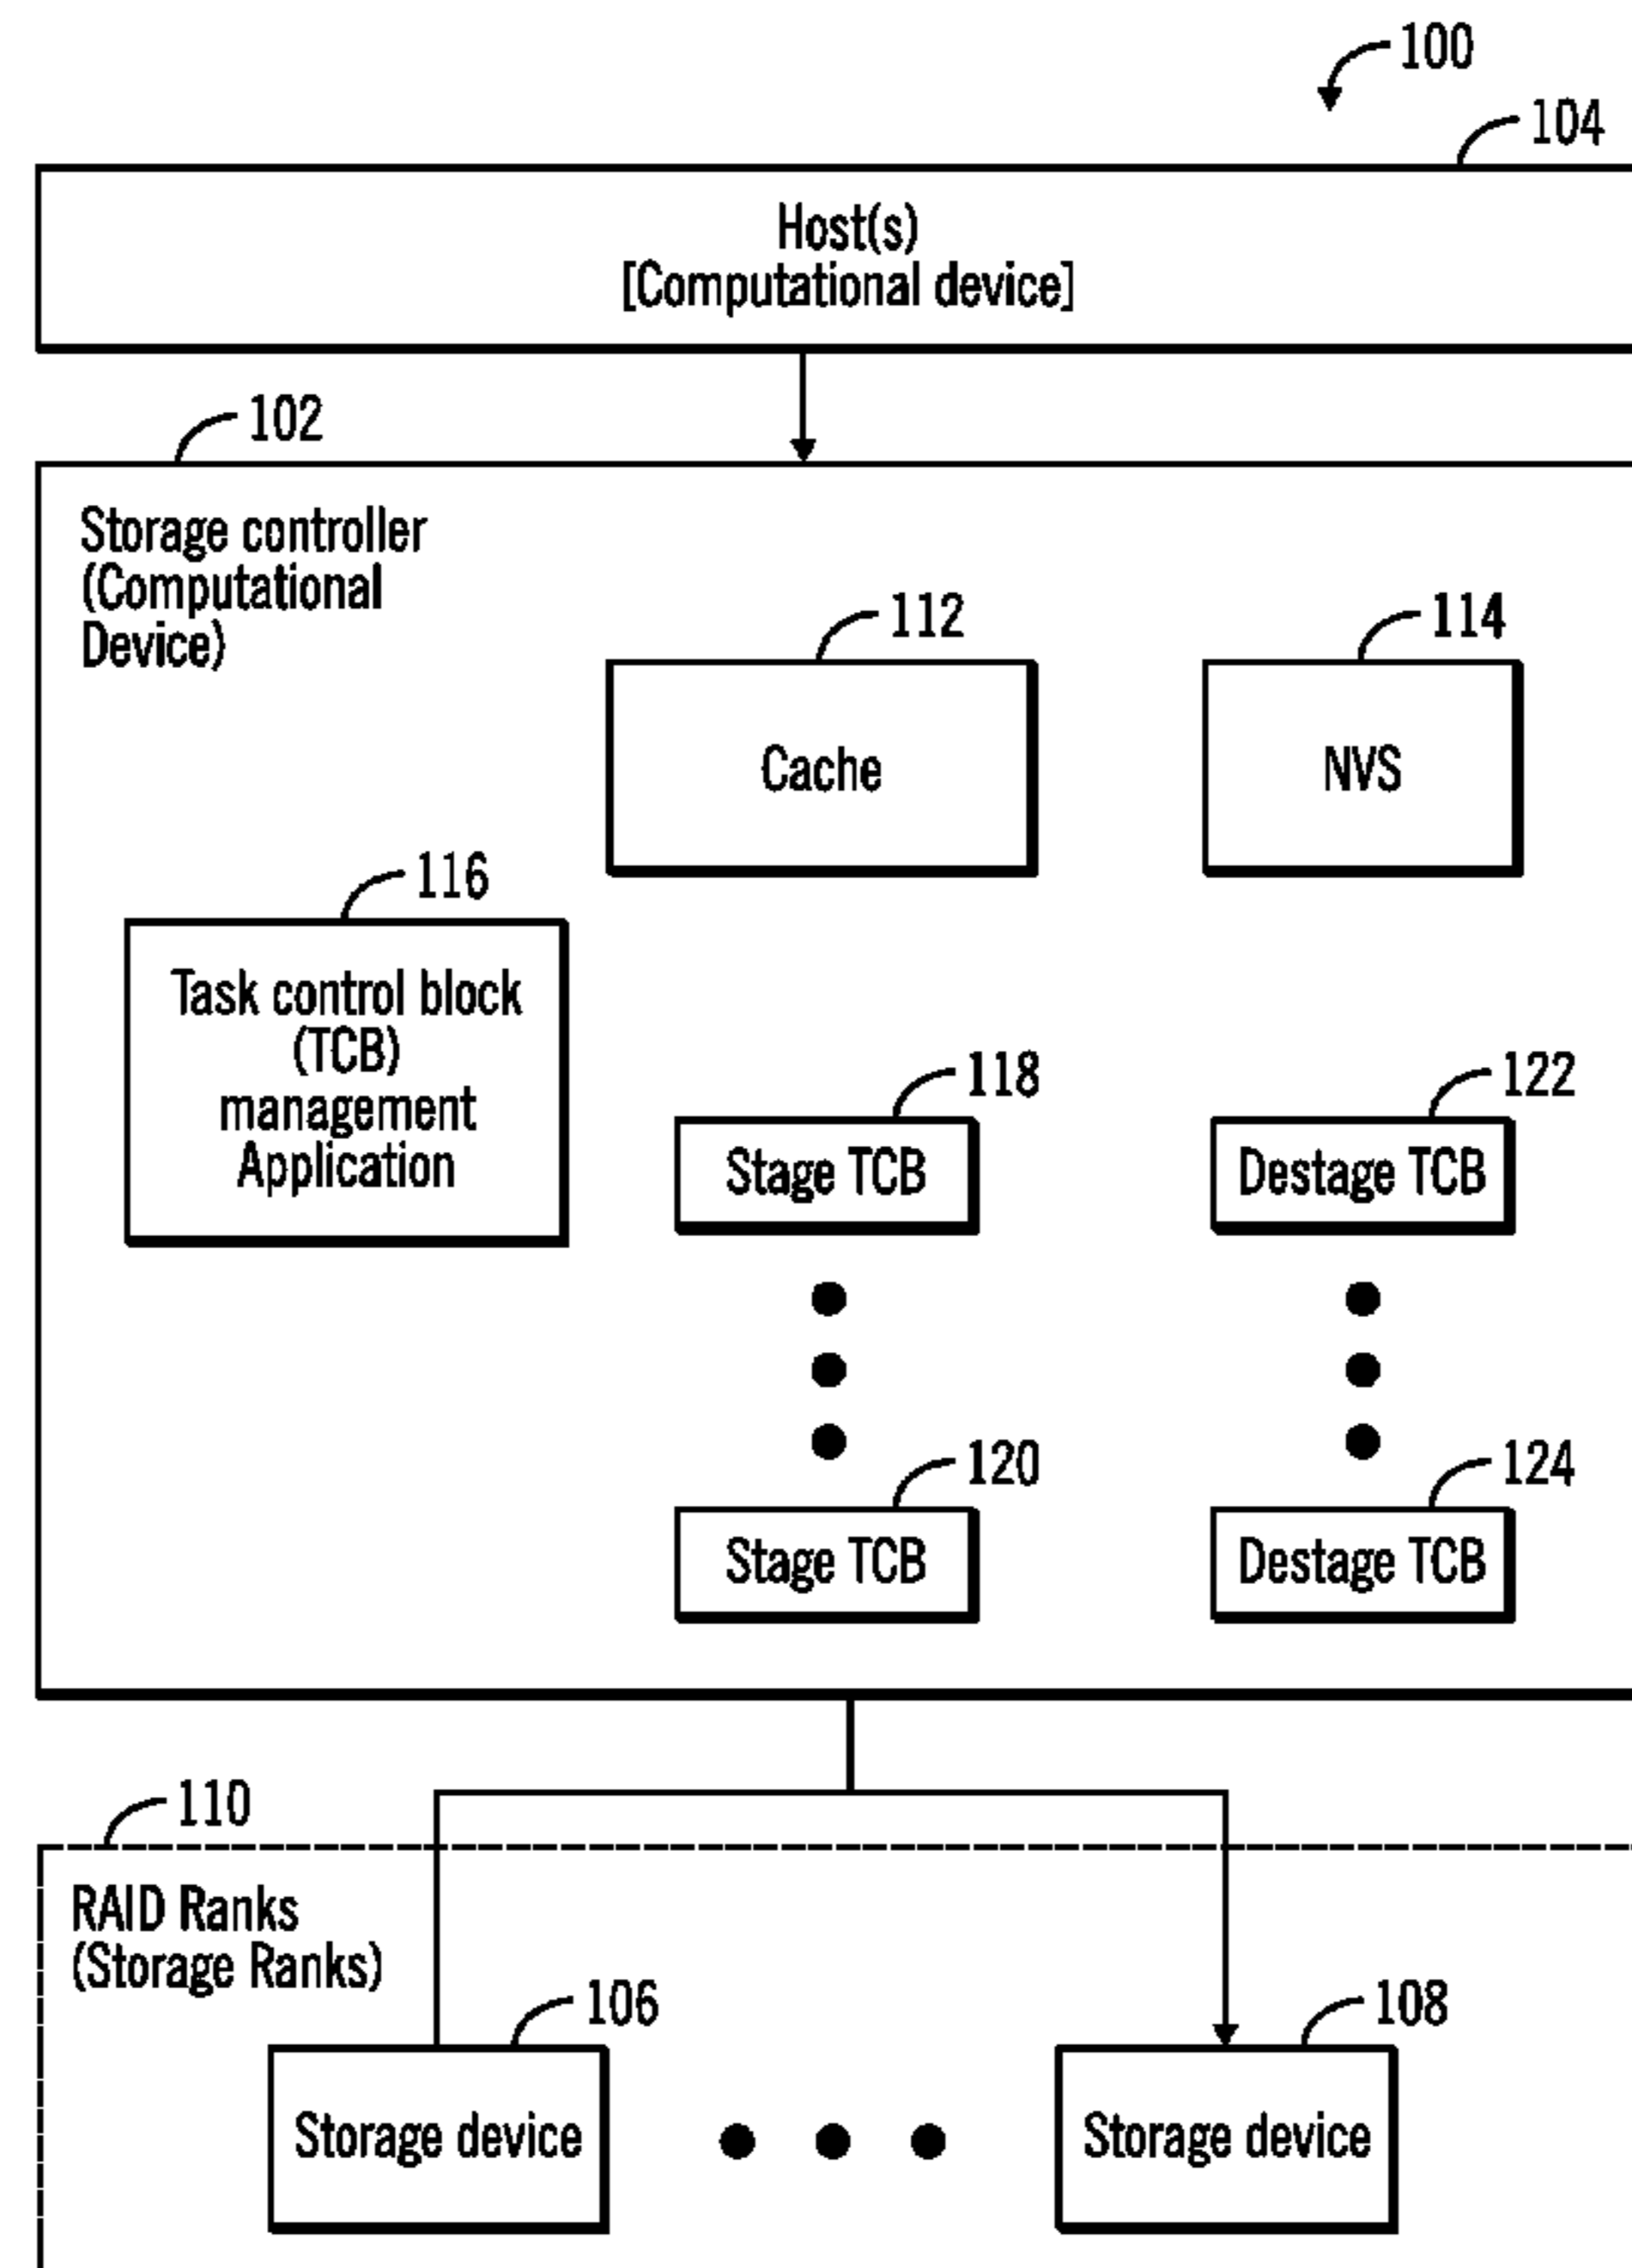 100
104
Host(s)
[Computational device]
102
Storage controller
(Computational
Device)
112
114
Cache
NVS
116
Task control block
(TCB)
management
Application
118
122
Stage TCB
Destage TCB
120
124
Stage TCB
Destage TCB
110
RAID Ranks
(Storage Ranks)
106
108
Storage device
Storage device